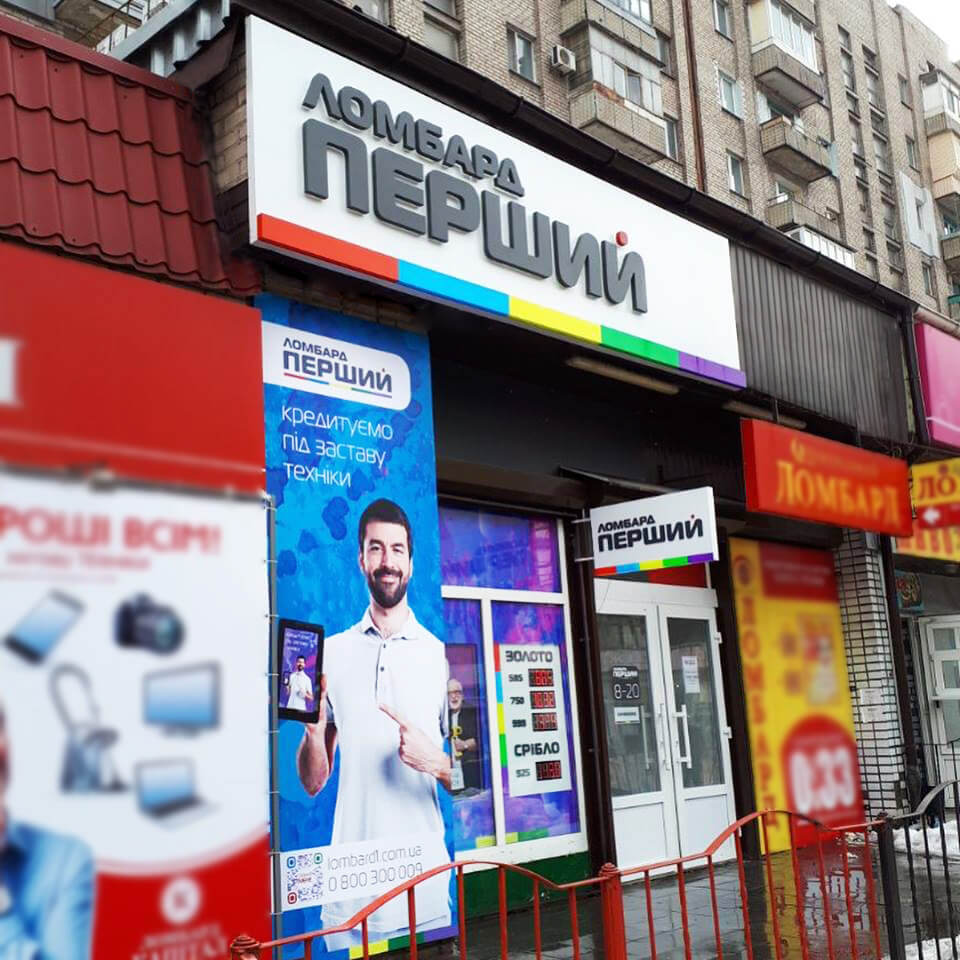 ЛОМБАРД
ПЕРШИЙ
ЛОМБАРД
ПЕРШИЙ
кредитуємо
під заставу
техніки
lombard1.com.ua
0 800 300 009
ЛОМБАРД
ПЕРШИЙ
ЗОЛОТО
585
750
999
СРІБЛО
925
ПЕРШИЙ
8-20
РОШІ ВСІМ!
ЛОМБАРД
ЛО
ЛОМБАРД
0.33